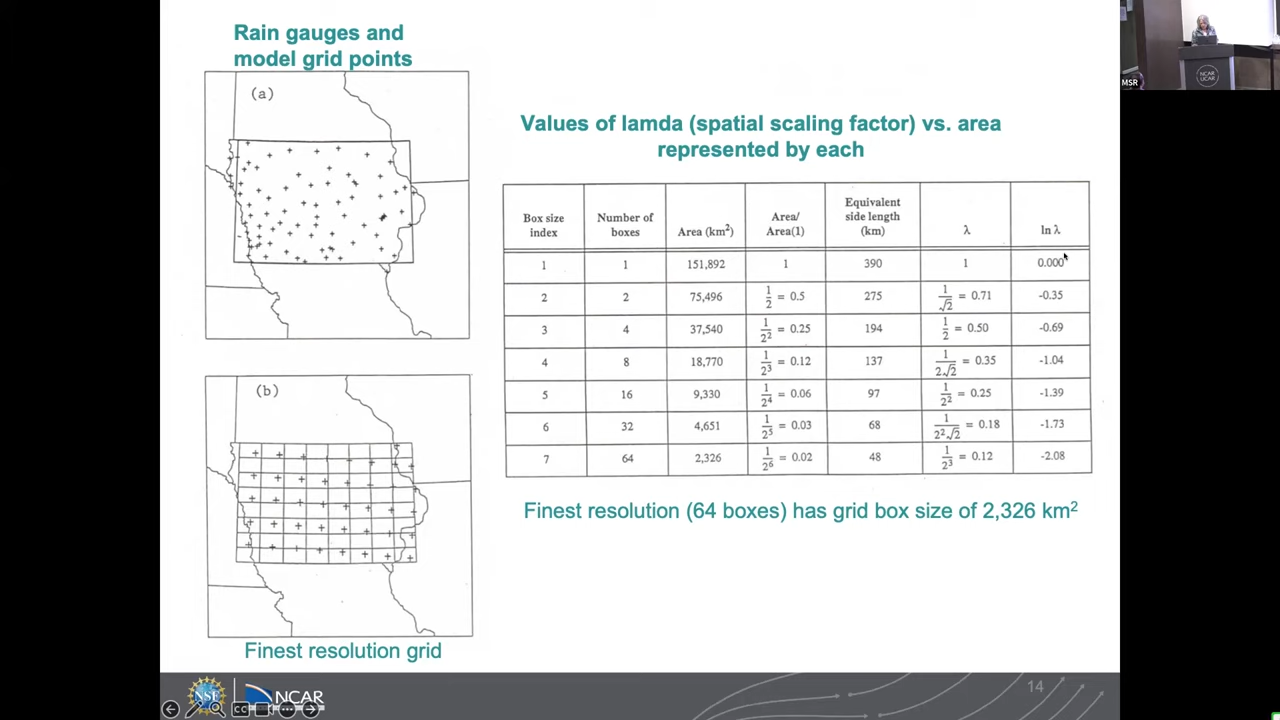 Rain gauges and
model grid points
(a)
(b)
Finest resolution grid
Values of lamda (spatial scaling factor) vs. area
represented by each
Box size index | Number of boxes | Area (km²) | Area/ Area(1) | Equivalent side length (km) | λ | ln λ
1 | 1 | 151,892 | 1 | 390 | 1 | 0.000
2 | 2 | 75,496 | 1/2 = 0.5 | 275 | 1/√2 = 0.71 | -0.35
3 | 4 | 37,540 | 1/2² = 0.25 | 194 | 1/2 = 0.50 | -0.69
4 | 8 | 18,770 | 1/2³ = 0.12 | 137 | 1/2√2 = 0.35 | -1.04
5 | 16 | 9,330 | 1/2⁴ = 0.06 | 97 | 1/2² = 0.25 | -1.39
6 | 32 | 4,651 | 1/2⁵ = 0.03 | 68 | 1/2²√2 = 0.18 | -1.73
7 | 64 | 2,326 | 1/2⁶ = 0.02 | 48 | 1/2³ = 0.12 | -2.08
Finest resolution (64 boxes) has grid box size of 2,326 km²
NSF
NCAR
14
CC
MSR
NCAR
UCAR